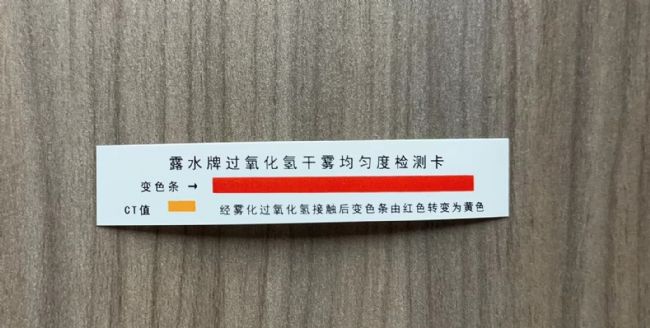 露水牌过氧化氢干雾均匀度检测卡
变色条 →
CT值 经雾化过氧化氢接触后变色条由红色转变为黄色